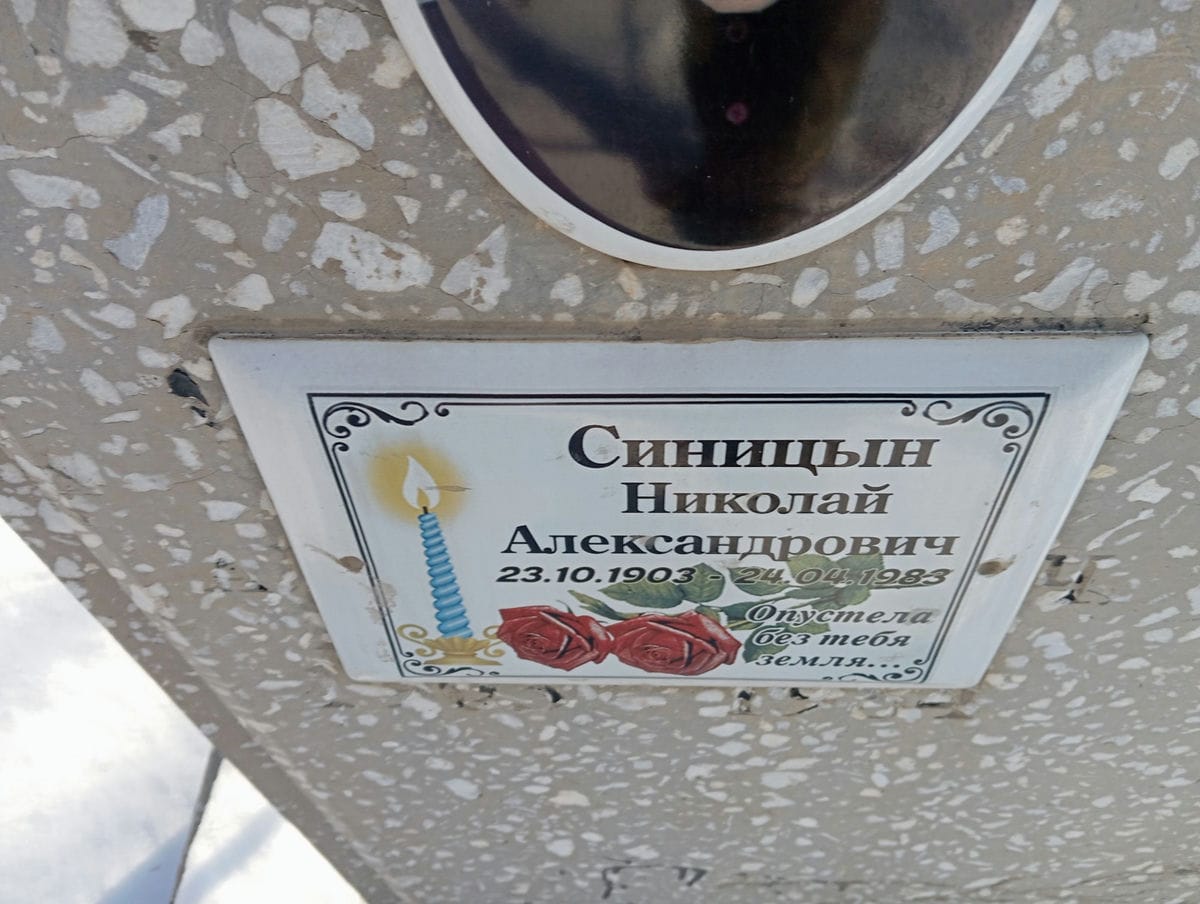 Синицын
Николай
Александрович
23.10.1903 - 24.04.1983
Опустела
без тебя
земля...